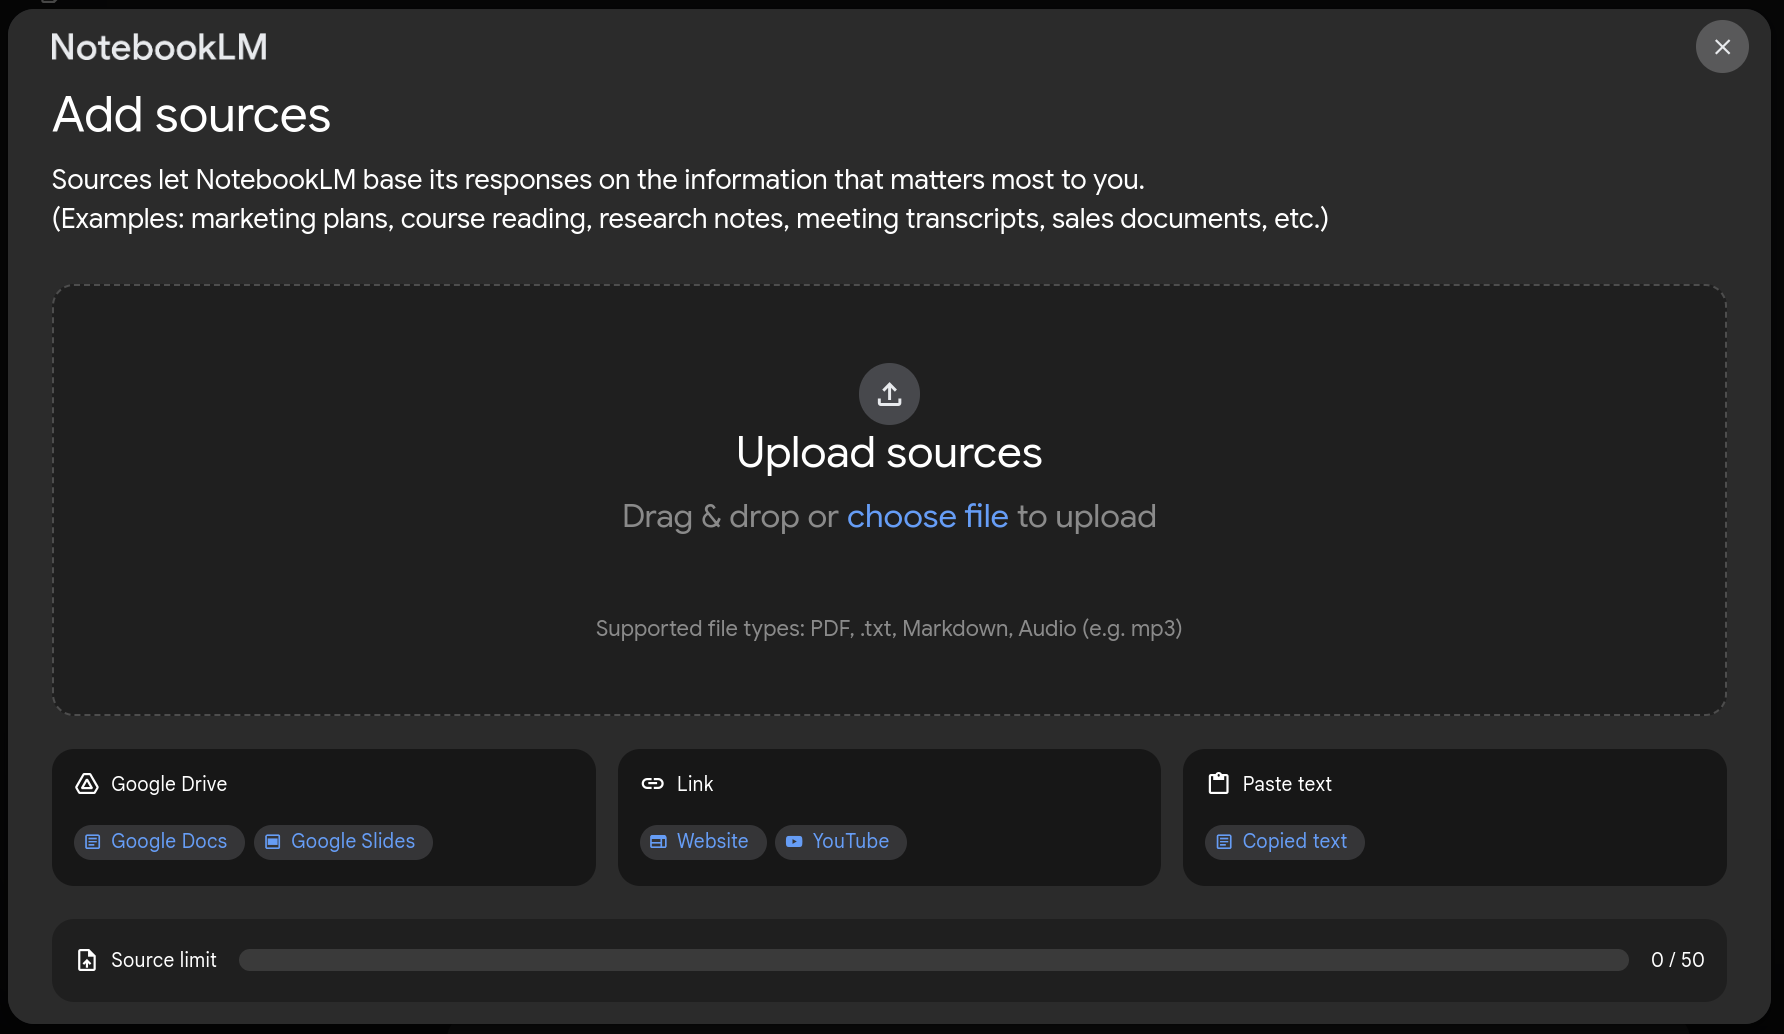 NotebookLM
Add sources
Sources let NotebookLM base its responses on the information that matters most to you.
(Examples: marketing plans, course reading, research notes, meeting transcripts, sales documents, etc.)
Upload sources
Drag & drop or choose file to upload
Supported file types: PDF, .txt, Markdown, Audio (e.g. mp3)
Google Drive
Google Docs
Google Slides
Link
Website
YouTube
Paste text
Copied text
Source limit
0 / 50